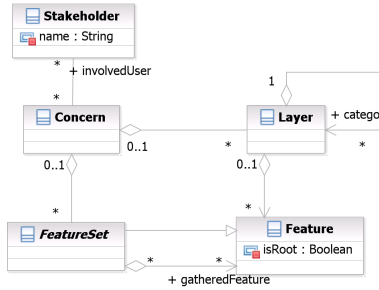 Stakeholder
name : String
*
+ involvedUser
*
1
Concern
Layer
+ catego
0..1
*
*
0..1
0..1
*
*
FeatureSet
Feature
isRoot : Boolean
*
*
+ gatheredFeature